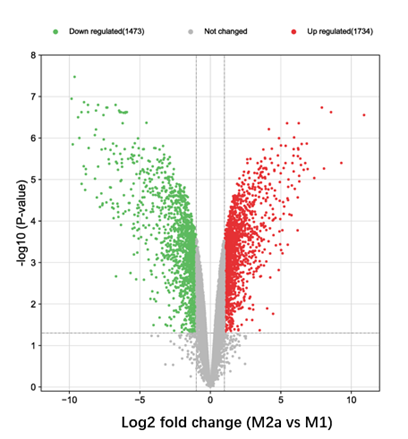 Down regulated(1473) Not changed Up regulated(1734)
8
7
6
5
4
3
2
1
0
-log10 (P-value)
−10 −5 0 5 10
Log2 fold change (M2a vs M1)